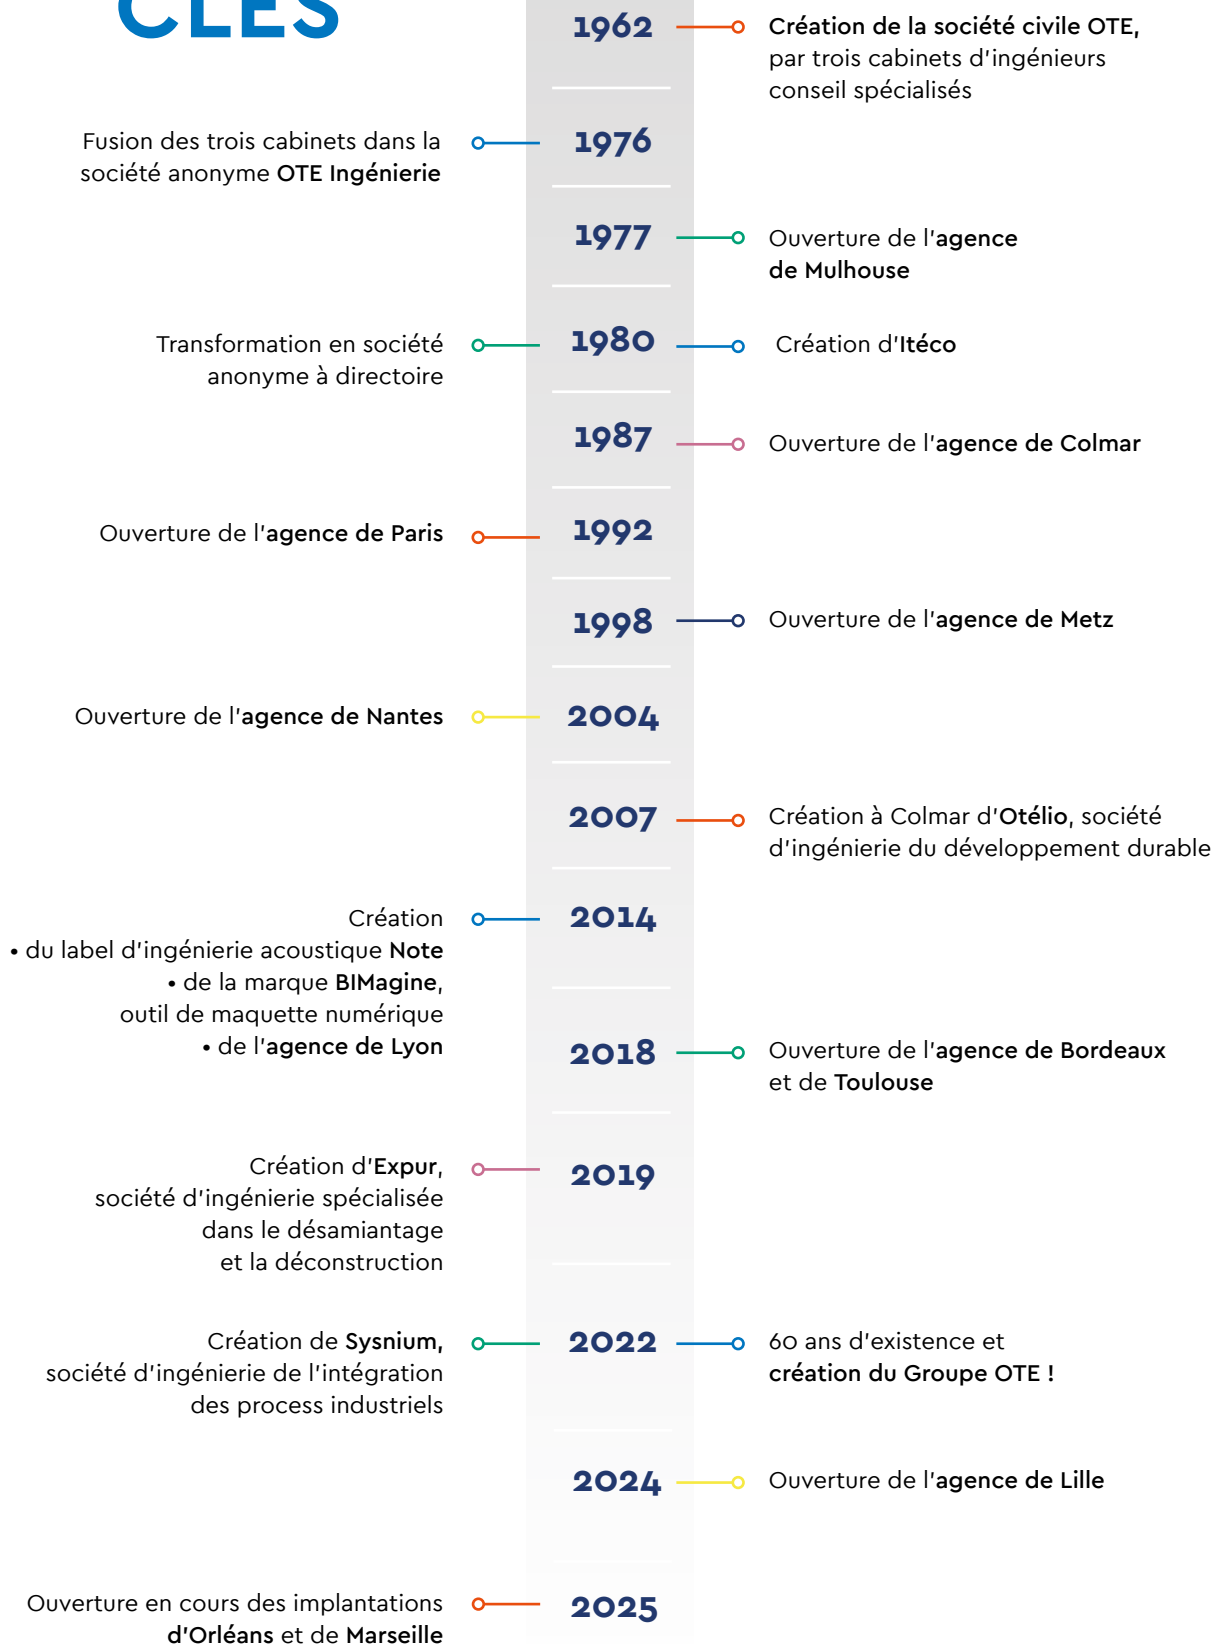 CLÉS
1962
Création de la société civile OTE,
par trois cabinets d'ingénieurs
conseil spécialisés
Fusion des trois cabinets dans la
société anonyme OTE Ingénierie
1976
1977
Ouverture de l'agence
de Mulhouse
Transformation en société
anonyme à directoire
1980
Création d'Itéco
1987
Ouverture de l'agence de Colmar
Ouverture de l'agence de Paris
1992
1998
Ouverture de l'agence de Metz
Ouverture de l'agence de Nantes
2004
2007
Création à Colmar d'Otélio, société
d'ingénierie du développement durable
Création
• du label d'ingénierie acoustique Note
• de la marque BIMagine,
outil de maquette numérique
• de l'agence de Lyon
2014
2018
Ouverture de l'agence de Bordeaux
et de Toulouse
Création d'Expur,
société d'ingénierie spécialisée
dans le désamiantage
et la déconstruction
2019
Création de Sysnium,
société d'ingénierie de l'intégration
des process industriels
2022
60 ans d'existence et
création du Groupe OTE !
2024
Ouverture de l'agence de Lille
Ouverture en cours des implantations
d'Orléans et de Marseille
2025